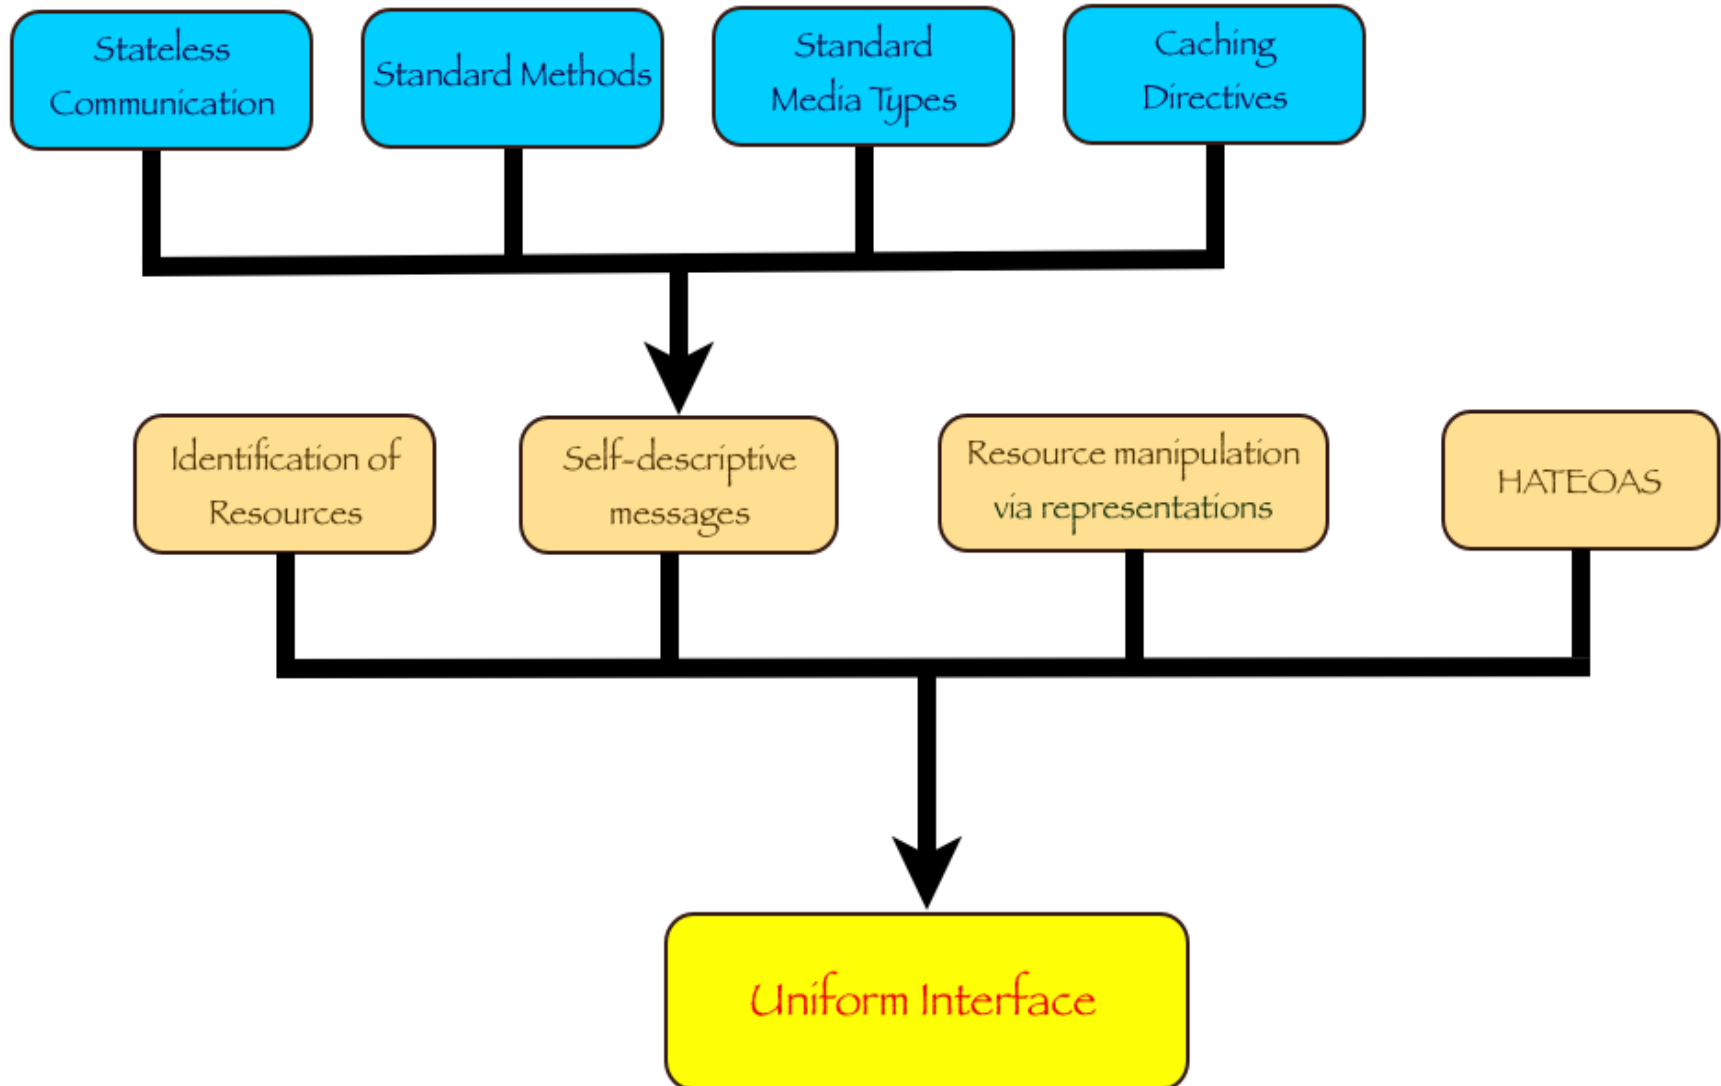 Stateless
Communication
Standard Methods
Standard
Media Types
Caching
Directives
Identification of
Resources
Self-descriptive
messages
Resource manipulation
via representations
HATEOAS
Uniform Interface